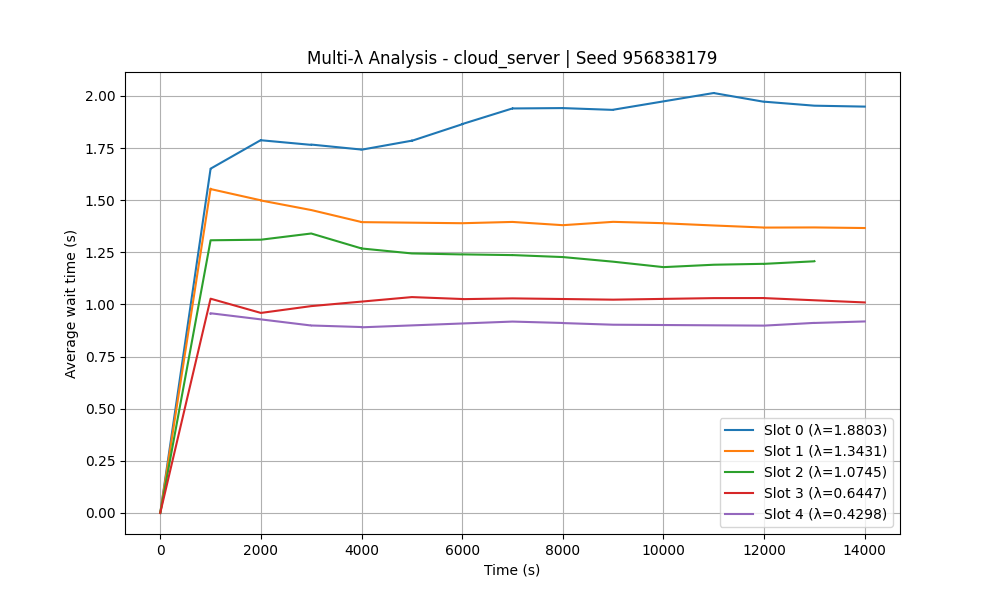 Multi-λ Analysis - cloud_server | Seed 956838179
Average wait time (s)
2.00
1.75
1.50
1.25
1.00
0.75
0.50
0.25
0.00
0 2000 4000 6000 8000 10000 12000 14000
Time (s)
Slot 0 (λ=1.8803)
Slot 1 (λ=1.3431)
Slot 2 (λ=1.0745)
Slot 3 (λ=0.6447)
Slot 4 (λ=0.4298)